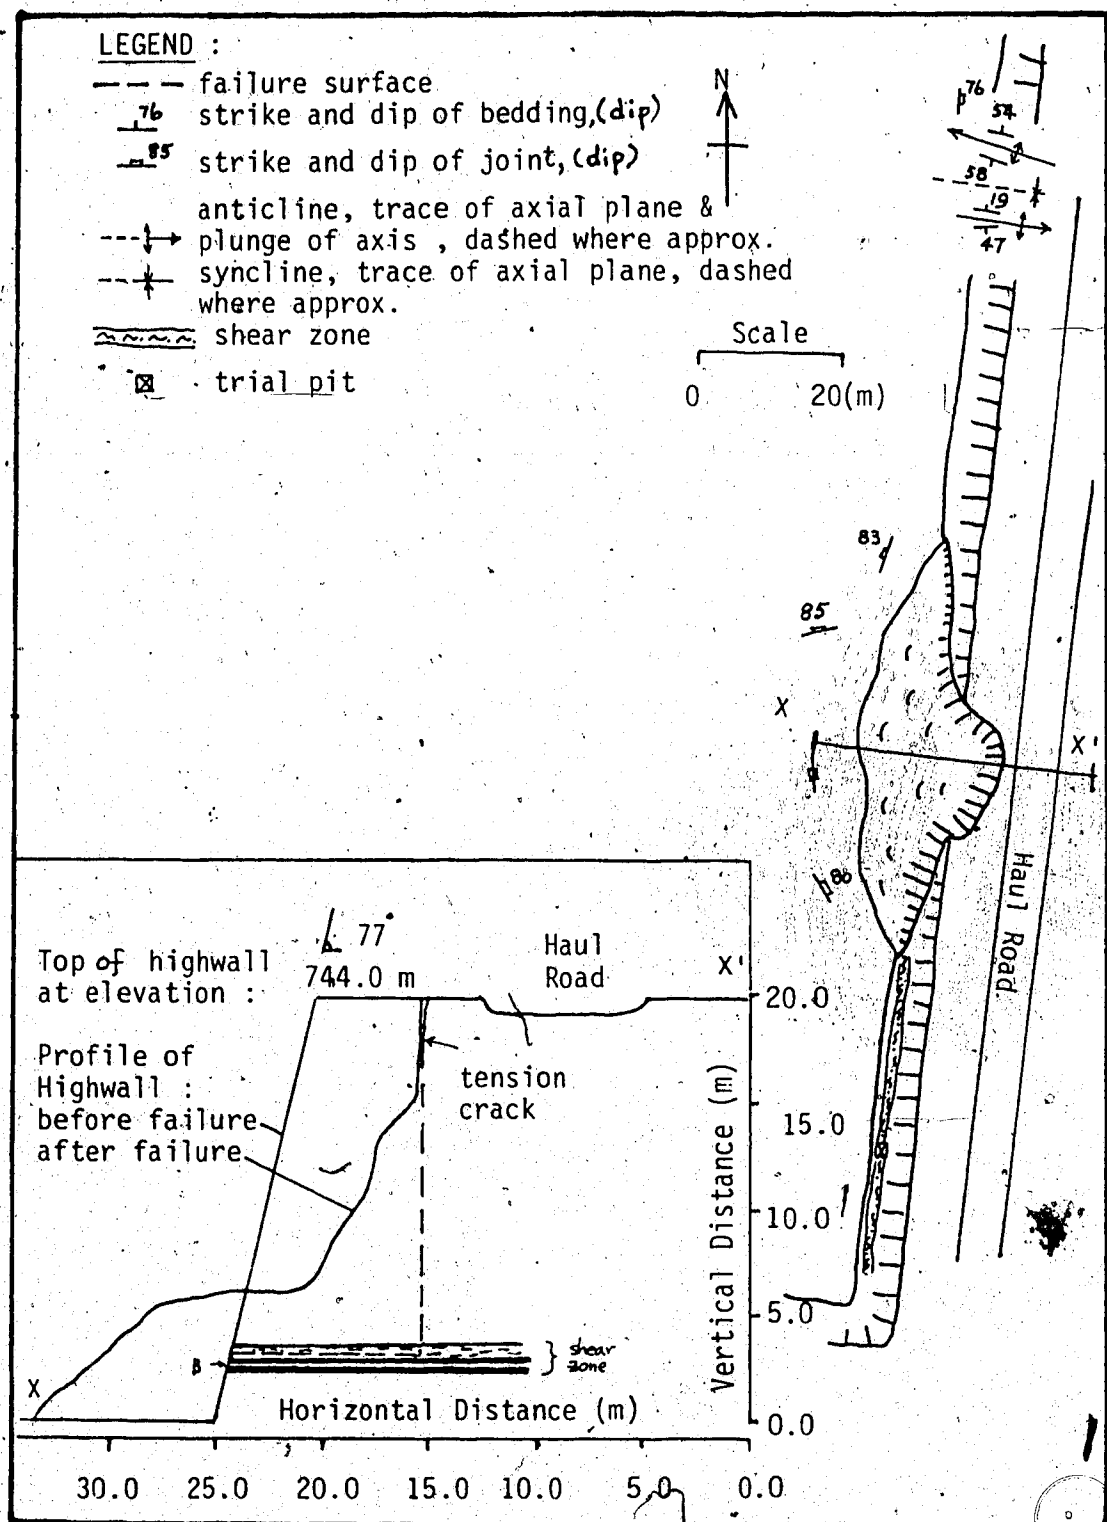 LEGEND :
failure surface
76 strike and dip of bedding,(dip)
85 strike and dip of joint,(dip)
anticline, trace of axial plane &
plunge of axis , dashed where approx.
syncline, trace of axial plane, dashed
where approx.
shear zone
trial pit
N
Scale
0 20(m)
76
54
58
19
47
83
85
X X'
80
Haul Road
77°
744.0 m
Top of highwall
at elevation :
Haul
Road
X'
Profile of
Highwall :
before failure
after failure
tension
crack
shear
zone
B
X
Horizontal Distance (m)
Vertical Distance (m)
20.0
15.0
10.0
5.0
0.0
30.0 25.0 20.0 15.0 10.0 5.0 0.0